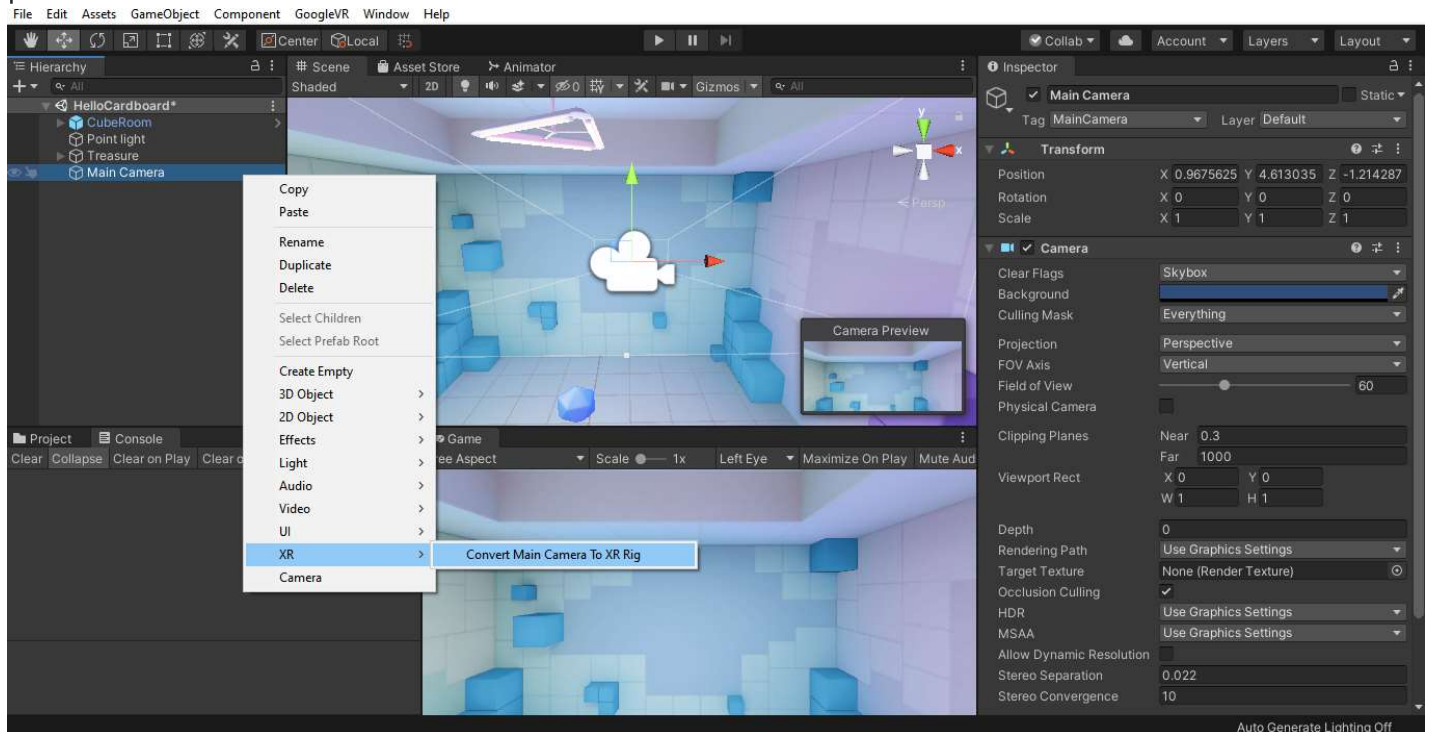 File Edit Assets GameObject Component GoogleVR Window Help
Center Local Collab Account Layers Layout
Hierarchy
All
HelloCardboard*
CubeRoom
Point light
Treasure
Main Camera
Scene Asset Store Animator
Shaded 2D 0 Gizmos All
y
x
Persp
Camera Preview
Copy
Paste
Rename
Duplicate
Delete
Select Children
Select Prefab Root
Create Empty
3D Object
2D Object
Effects
Light
Audio
Video
UI
XR
Convert Main Camera To XR Rig
Camera
Project Console
Clear Collapse Clear on Play
Game
Aspect Scale 1x Left Eye Maximize On Play Mute Aud
Inspector
Main Camera Static
Tag MainCamera Layer Default
Transform
Position X 0.9675625 Y 4.613035 Z -1.214287
Rotation X 0 Y 0 Z 0
Scale X 1 Y 1 Z 1
Camera
Clear Flags Skybox
Background
Culling Mask Everything
Projection Perspective
FOV Axis Vertical
Field of View 60
Physical Camera
Clipping Planes Near 0.3
Far 1000
Viewport Rect X 0 Y 0
W 1 H 1
Depth 0
Rendering Path Use Graphics Settings
Target Texture None (Render Texture)
Occlusion Culling
HDR Use Graphics Settings
MSAA Use Graphics Settings
Allow Dynamic Resolution
Stereo Separation 0.022
Stereo Convergence 10
Auto Generate Lighting Off